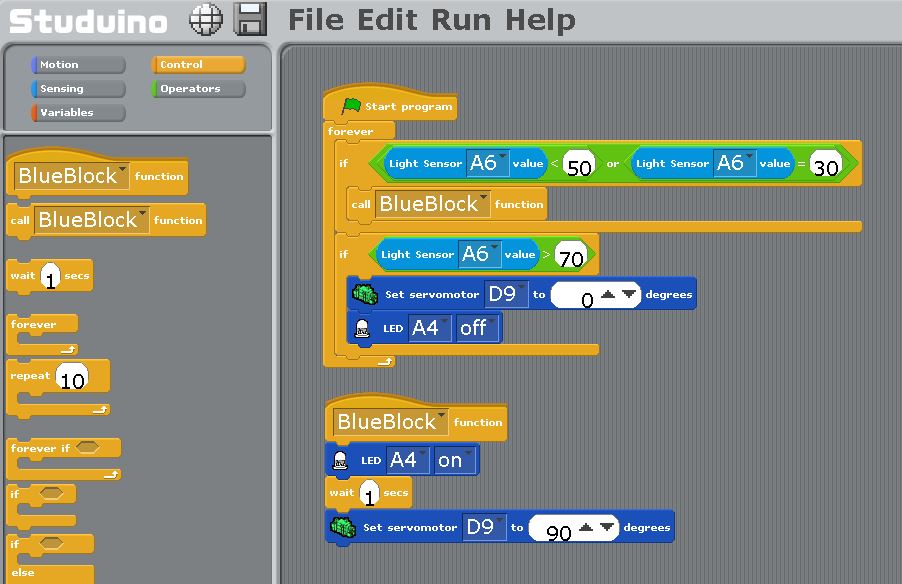 Studuino File Edit Run Help
Motion Control
Sensing Operators
Variables
BlueBlock function
call BlueBlock function
wait 1 secs
forever
repeat 10
forever if
if
if
else
Start program
forever
if Light Sensor A6 value < 50 or Light Sensor A6 value = 30
call BlueBlock function
if Light Sensor A6 value > 70
Set servomotor D9 to 0 degrees
LED A4 off
BlueBlock function
LED A4 on
wait 1 secs
Set servomotor D9 to 90 degrees